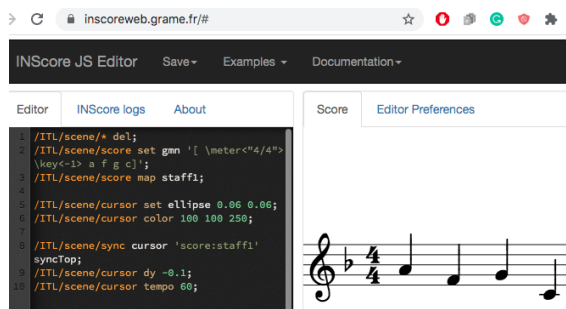 inscoreweb.grame.fr/#
INScore JS Editor Save Examples Documentation
Editor INScore logs About
1 /ITL/scene/* del;
2 /ITL/scene/score set gmn '[ \meter<"4/4">
\key<-1> a f g c]';
3 /ITL/scene/score map staff1;
4
5 /ITL/scene/cursor set ellipse 0.06 0.06;
6 /ITL/scene/cursor color 100 100 250;
7
8 /ITL/scene/sync cursor 'score:staff1'
syncTop;
9 /ITL/scene/cursor dy -0.1;
10 /ITL/scene/cursor tempo 60;
Score Editor Preferences
4
4